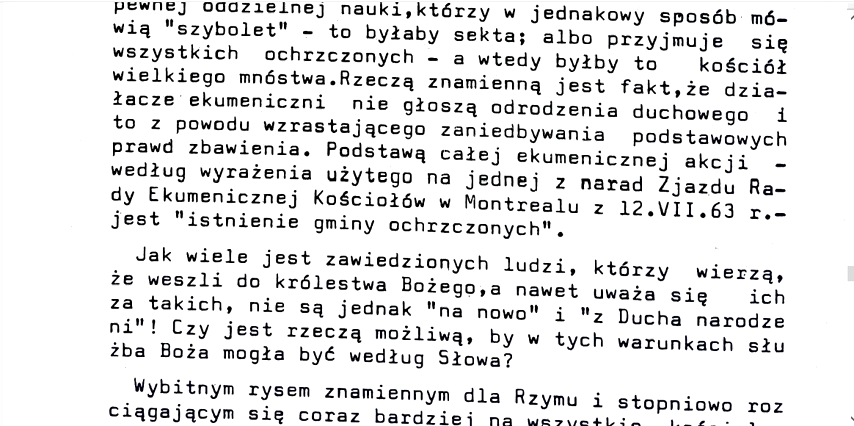 pewnej oddzielnej nauki,którzy w jednakowy sposób mó-
wią "szybolet" - to byłaby sekta; albo przyjmuje się
wszystkich ochrzczonych - a wtedy byłby to kościół
wielkiego mnóstwa.Rzeczą znamienną jest fakt,że dzia-
łacze ekumeniczni nie głoszą odrodzenia duchowego i
to z powodu wzrastającego zaniedbywania podstawowych
prawd zbawienia. Podstawą całej ekumenicznej akcji -
według wyrażenia użytego na jednej z narad Zjazdu Ra-
dy Ekumenicznej Kościołów w Montrealu z 12.VII.63 r.-
jest "istnienie gminy ochrzczonych".
Jak wiele jest zawiedzionych ludzi, którzy wierzą,
że weszli do królestwa Bożego,a nawet uważa się ich
za takich, nie są jednak "na nowo" i "z Ducha narodze
ni"! Czy jest rzeczą możliwą, by w tych warunkach słu
żba Boża mogła być według Słowa?
Wybitnym rysem znamiennym dla Rzymu i stopniowo roz
ciągającym się coraz bardziej na wszystkie